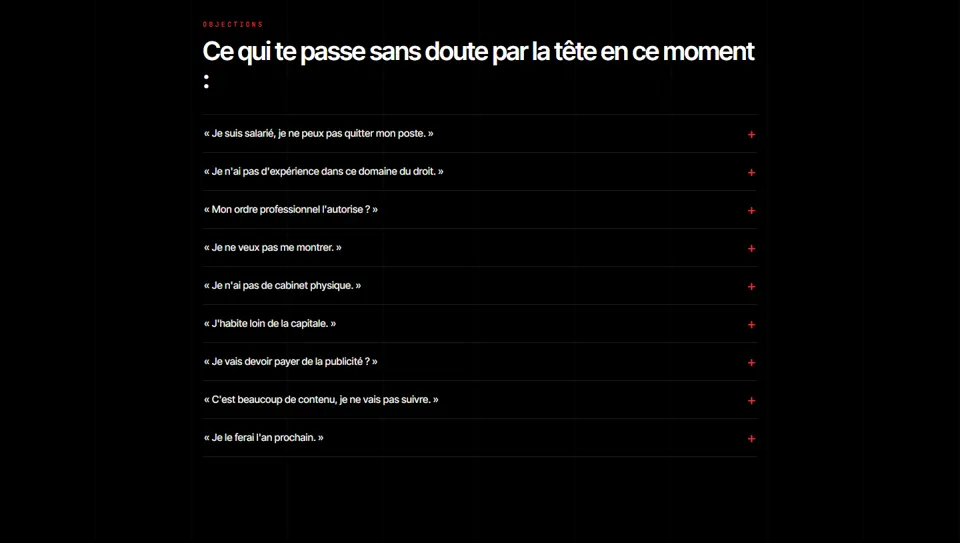 OBJECTIONS
Ce qui te passe sans doute par la tête en ce moment
:
« Je suis salarié, je ne peux pas quitter mon poste. »
+
« Je n'ai pas d'expérience dans ce domaine du droit. »
+
« Mon ordre professionnel l'autorise ? »
+
« Je ne veux pas me montrer. »
+
« Je n'ai pas de cabinet physique. »
+
« J'habite loin de la capitale. »
+
« Je vais devoir payer de la publicité ? »
+
« C'est beaucoup de contenu, je ne vais pas suivre. »
+
« Je le ferai l'an prochain. »
+